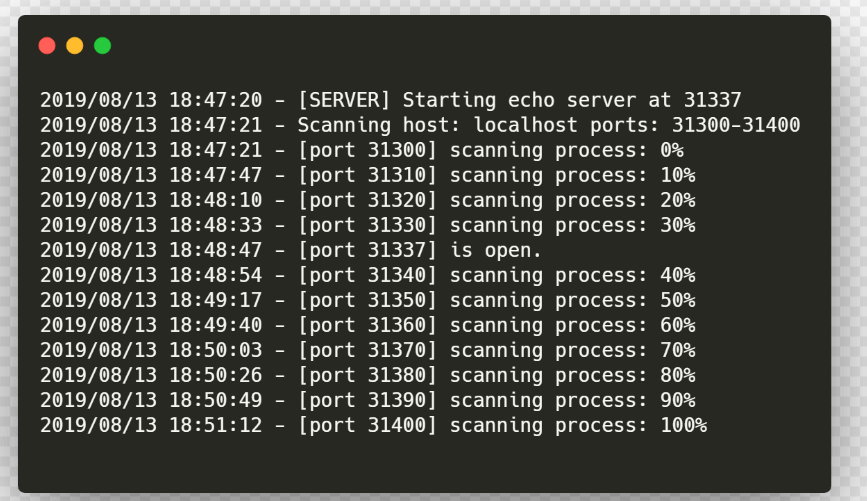 2019/08/13 18:47:20 - [SERVER] Starting echo server at 31337
2019/08/13 18:47:21 - Scanning host: localhost ports: 31300-31400
2019/08/13 18:47:21 - [port 31300] scanning process: 0%
2019/08/13 18:47:47 - [port 31310] scanning process: 10%
2019/08/13 18:48:10 - [port 31320] scanning process: 20%
2019/08/13 18:48:33 - [port 31330] scanning process: 30%
2019/08/13 18:48:47 - [port 31337] is open.
2019/08/13 18:48:54 - [port 31340] scanning process: 40%
2019/08/13 18:49:17 - [port 31350] scanning process: 50%
2019/08/13 18:49:40 - [port 31360] scanning process: 60%
2019/08/13 18:50:03 - [port 31370] scanning process: 70%
2019/08/13 18:50:26 - [port 31380] scanning process: 80%
2019/08/13 18:50:49 - [port 31390] scanning process: 90%
2019/08/13 18:51:12 - [port 31400] scanning process: 100%